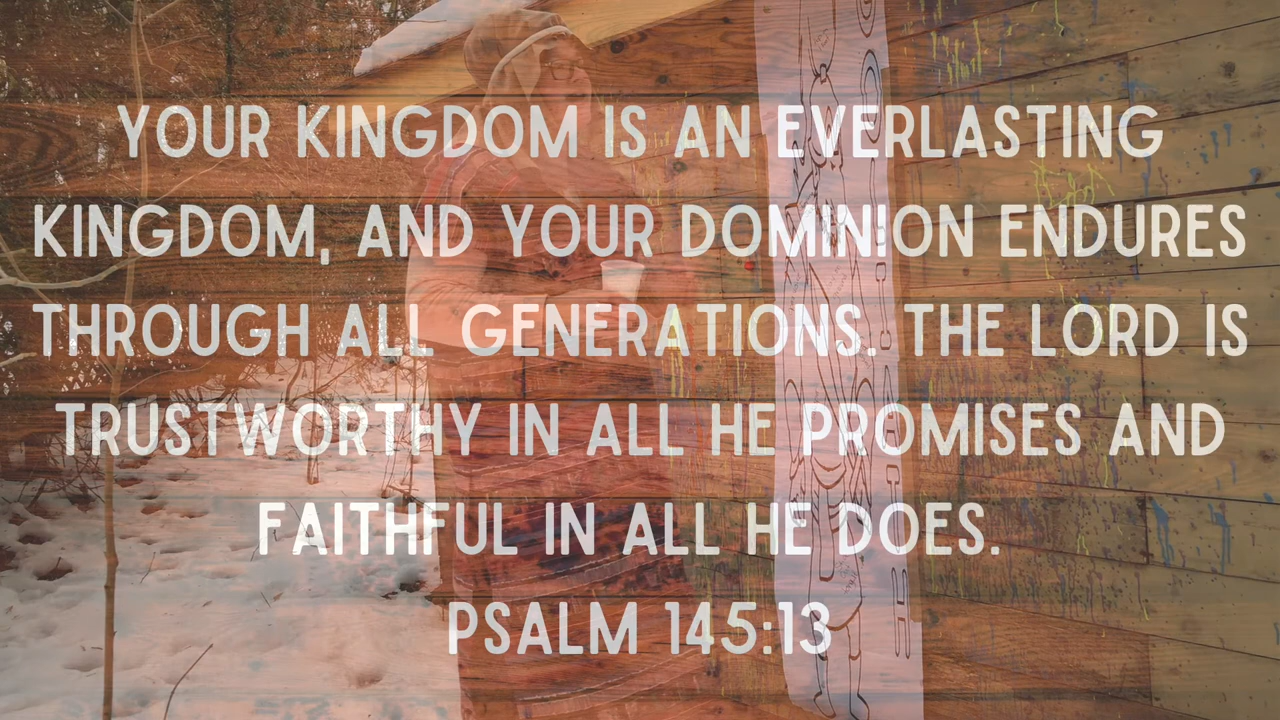 YOUR KINGDOM IS AN EVERLASTING
KINGDOM, AND YOUR DOMINION ENDURES
THROUGH ALL GENERATIONS. THE LORD IS
TRUSTWORTHY IN ALL HE PROMISES AND
FAITHFUL IN ALL HE DOES.
PSALM 145:13